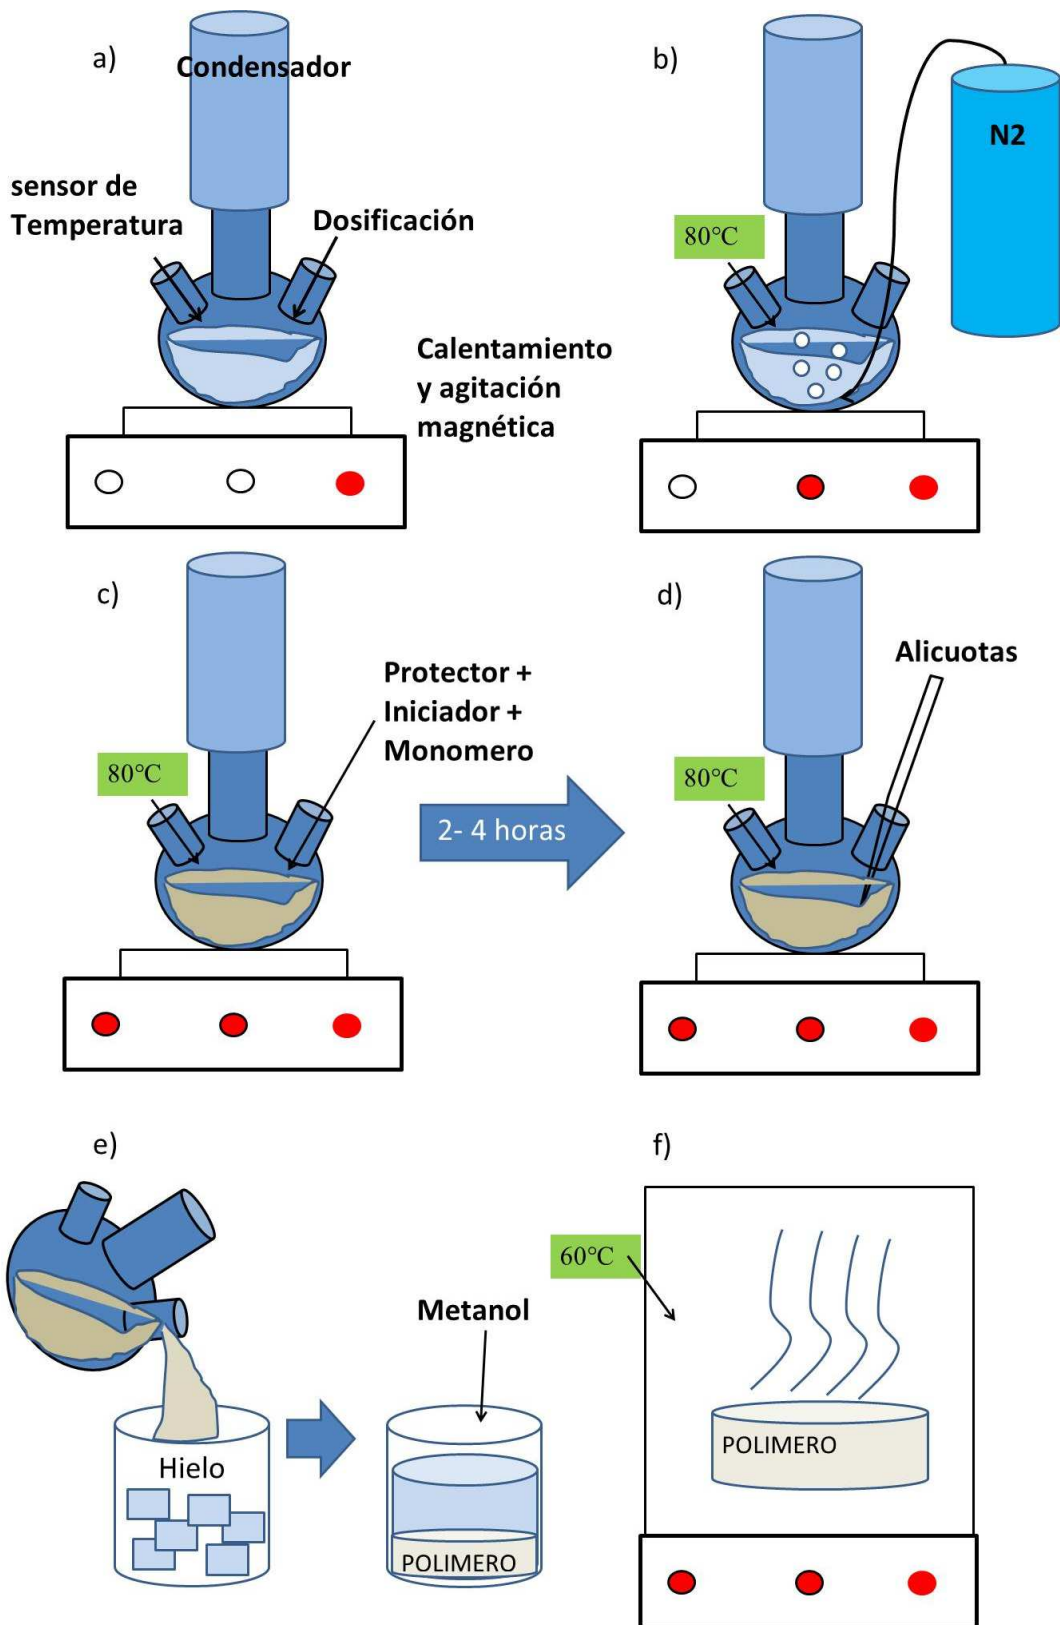 a)
Condensador
sensor de
Temperatura
Dosificación
Calentamiento
y agitación
magnética
b)
N2
80°C
c)
Protector +
Iniciador +
Monomero
80°C
2- 4 horas
d)
Alicuotas
80°C
e)
Hielo
Metanol
POLIMERO
f)
60°C
POLIMERO